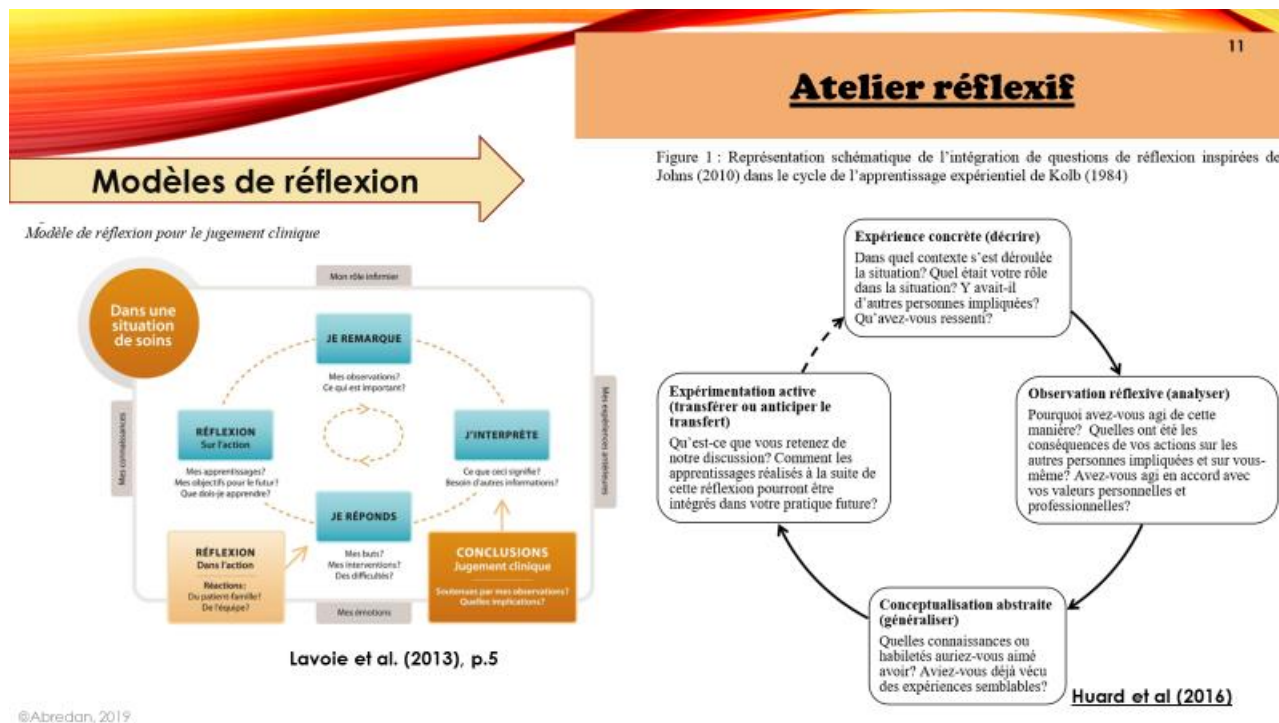 11
Atelier réflexif
Modèles de réflexion
Figure 1 : Représentation schématique de l'intégration de questions de réflexion inspirées de
Johns (2010) dans le cycle de l'apprentissage expérientiel de Kolb (1984)
Modèle de réflexion pour le jugement clinique
Dans une
situation
de soins
Mon rôle infirmier
JE REMARQUE
Mes observations?
Ce qui est important?
Mes connaissances
RÉFLEXION
Sur l'action
Mes apprentissages?
Mes objectifs pour le futur?
Que dois-je apprendre?
J'INTERPRÈTE
Ce que ceci signifie?
Besoin d'autres informations?
Mes expériences antérieures
JE RÉPONDS
Mes buts?
Mes interventions?
Des difficultés?
RÉFLEXION
Dans l'action
Réactions:
Du patient-famille?
De l'équipe?
CONCLUSIONS
Jugement clinique
Soutenues par mes observations?
Quelles implications?
Mes émotions
Lavoie et al. (2013), p.5
Expérience concrète (décrire)
Dans quel contexte s'est déroulée
la situation? Quel était votre rôle
dans la situation? Y avait-il
d'autres personnes impliquées?
Qu'avez-vous ressenti?
Observation réflexive (analyser)
Pourquoi avez-vous agi de cette
manière? Quelles ont été les
conséquences de vos actions sur les
autres personnes impliquées et sur vous-
même? Avez-vous agi en accord avec
vos valeurs personnelles et
professionnelles?
Expérimentation active
(transférer ou anticiper le
transfert)
Qu'est-ce que vous retenez de
notre discussion? Comment les
apprentissages réalisés à la suite de
cette réflexion pourront être
intégrés dans votre pratique future?
Conceptualisation abstraite
(généraliser)
Quelles connaissances ou
habiletés auriez-vous aimé
avoir? Aviez-vous déjà vécu
des expériences semblables?
Huard et al (2016)
©Abredan, 2019